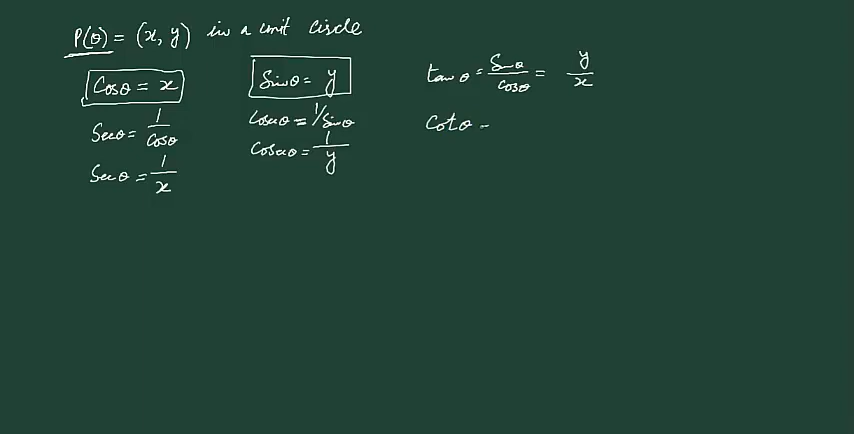 P(θ) = (x, y) in a unit circle
Cosθ = x
Secθ = 1/Cosθ
Secθ = 1/x
Sinθ = y
Cosecθ = 1/Sinθ
Cosecθ = 1/y
tanθ = Sinθ/Cosθ = y/x
Cotθ =